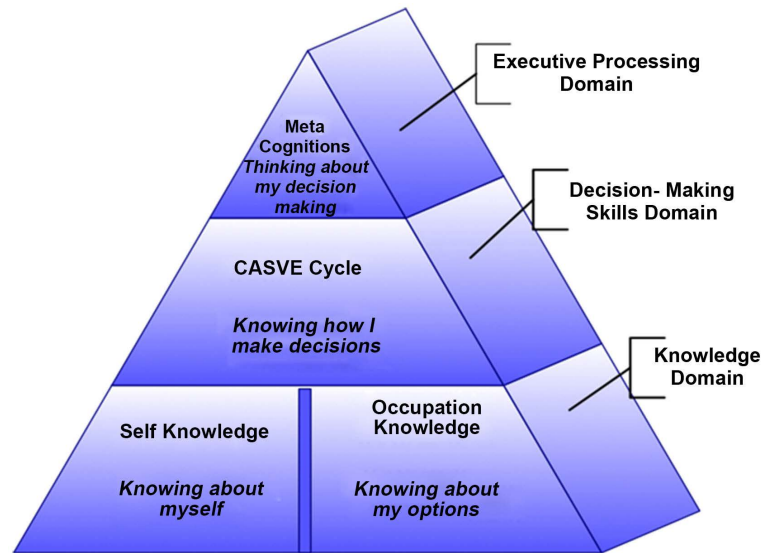 Executive Processing
Domain
Meta
Cognitions
Thinking about
my decision
making
Decision- Making
Skills Domain
CASVE Cycle
Knowing how I
make decisions
Knowledge
Domain
Self Knowledge
Knowing about
myself
Occupation
Knowledge
Knowing about
my options